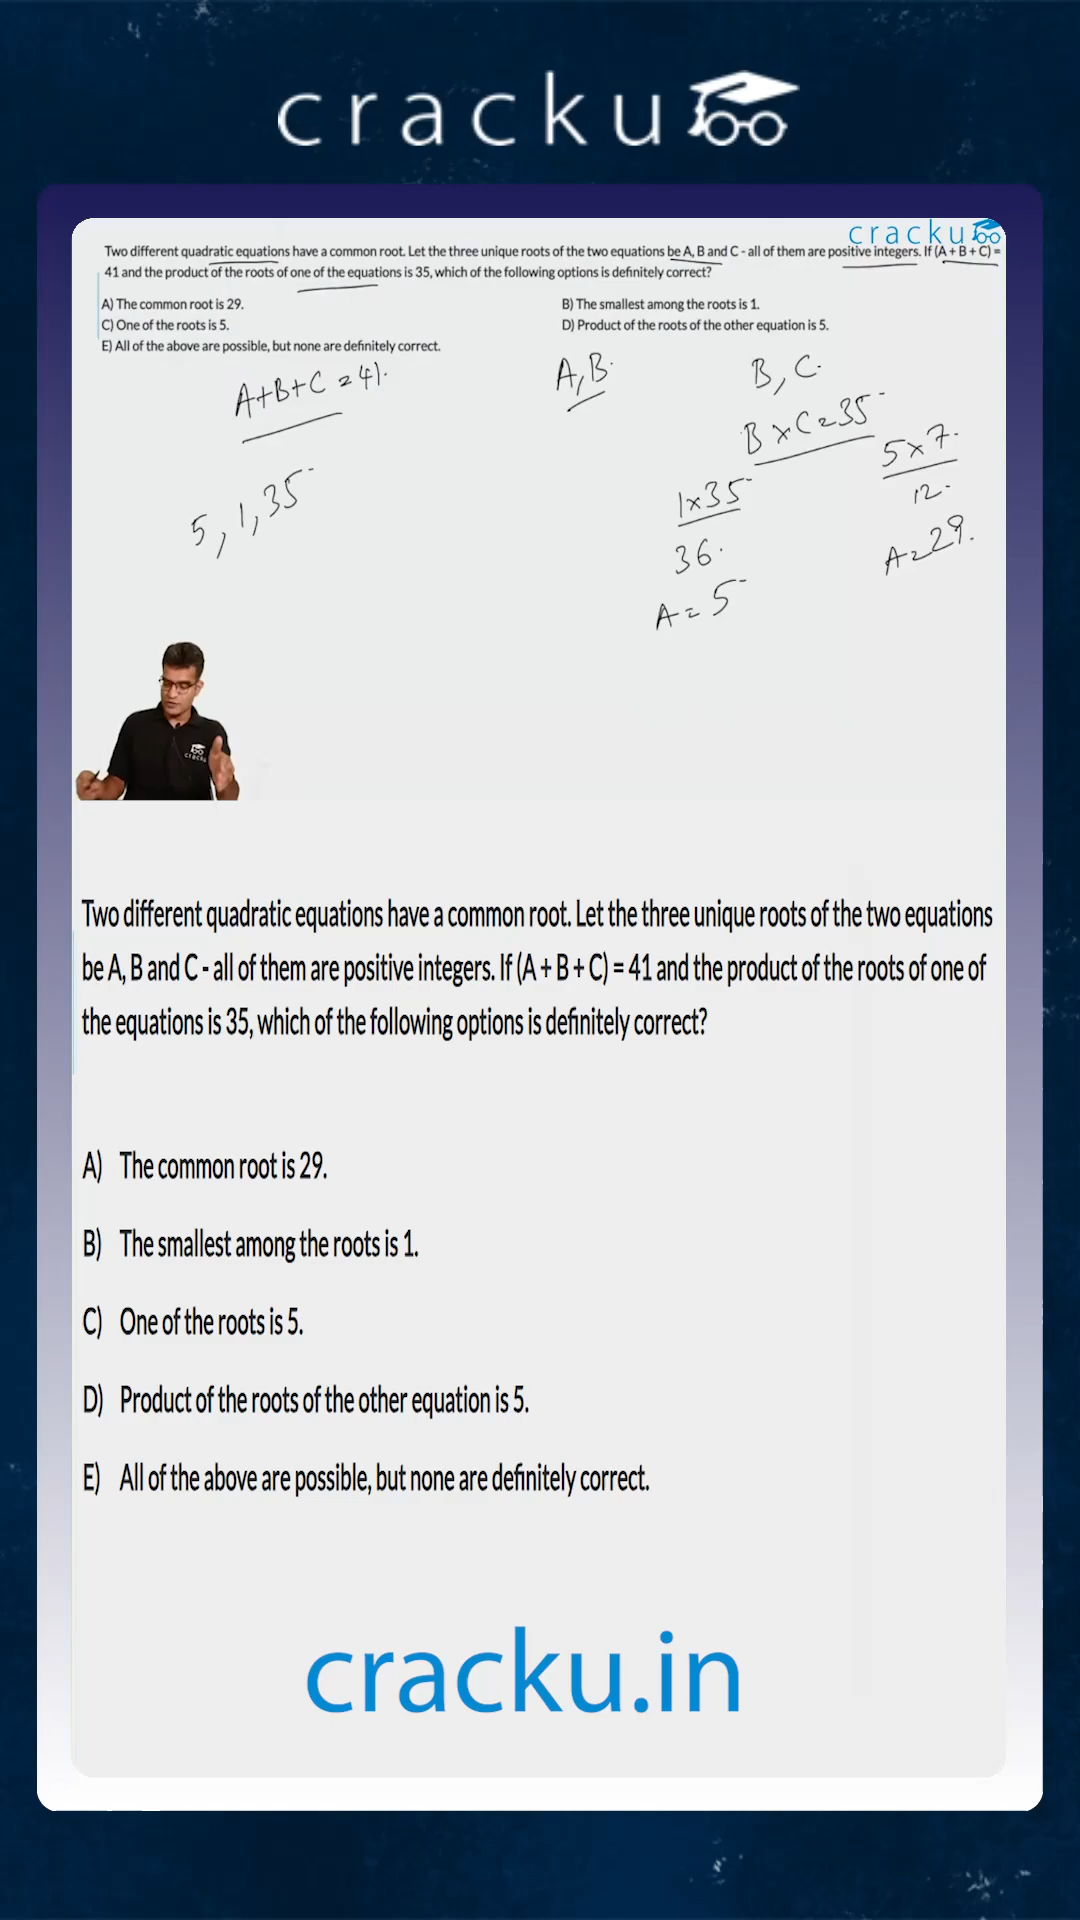 cracku
cracku
Two different quadratic equations have a common root. Let the three unique roots of the two equations be A, B and C - all of them are positive integers. If (A + B + C) =
41 and the product of the roots of one of the equations is 35, which of the following options is definitely correct?
A) The common root is 29.
B) The smallest among the roots is 1.
C) One of the roots is 5.
D) Product of the roots of the other equation is 5.
E) All of the above are possible, but none are definitely correct.
A+B+C = 41.
A, B.
B, C.
B x C = 35
5 x 7.
12.
A = 29.
1 x 35
36.
A = 5
5, 1, 35
cracku
Two different quadratic equations have a common root. Let the three unique roots of the two equations
be A, B and C - all of them are positive integers. If (A + B + C) = 41 and the product of the roots of one of
the equations is 35, which of the following options is definitely correct?
A) The common root is 29.
B) The smallest among the roots is 1.
C) One of the roots is 5.
D) Product of the roots of the other equation is 5.
E) All of the above are possible, but none are definitely correct.
cracku.in